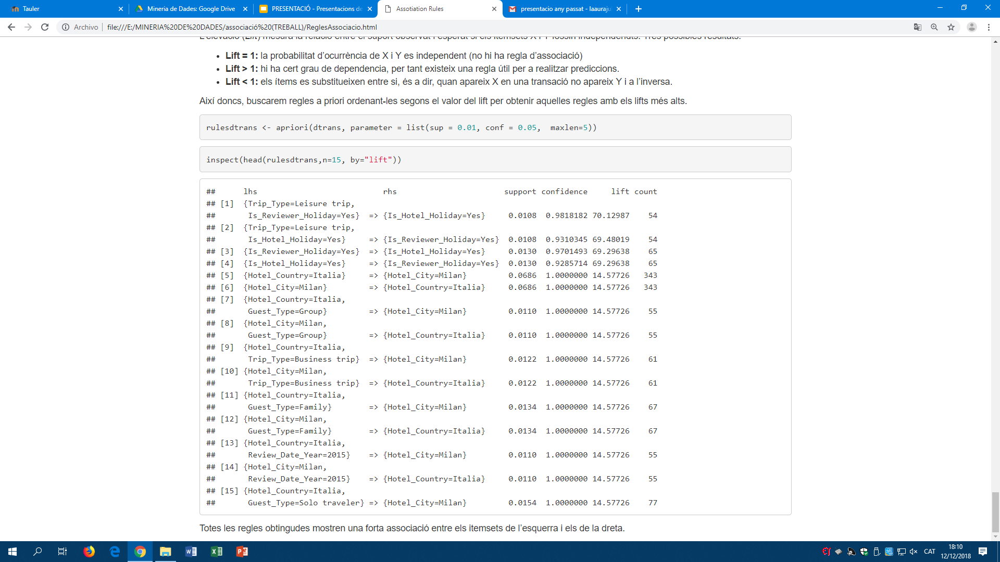 Tauler
Mineria de Dades: Google Drive
PRESENTACIÓ - Presentacions de
Assotiation Rules
presentacio any passat - laauraju
Archivo
file:///E:/MINERIA%20DE%20DADES/associació%20(TREBALL)/ReglesAssociacio.html
L'elevació (Lift) mesura la relació entre el suport observat i esperat si els itemsets X i Y fossin independents. Tres possibles resultats:
• Lift = 1: la probabilitat d'ocurrència de X i Y es independent (no hi ha regla d'associació)
• Lift > 1: hi ha cert grau de dependencia, per tant existeix una regla útil per a realitzar prediccions.
• Lift < 1: els ítems es substitueixen entre si, és a dir, quan apareix X en una transació no apareix Y i a l'inversa.
Així doncs, buscarem regles a priori ordenant-les segons el valor del lift per obtenir aquelles regles amb els lifts més alts.
rulesdtrans <- apriori(dtrans, parameter = list(sup = 0.01, conf = 0.05,  maxlen=5))
inspect(head(rulesdtrans,n=15, by="lift"))
##      lhs                           rhs                       support confidence     lift count
## [1]  {Trip_Type=Leisure trip,
##       Is_Reviewer_Holiday=Yes}  => {Is_Hotel_Holiday=Yes}     0.0108  0.9818182 70.12987    54
## [2]  {Trip_Type=Leisure trip,
##       Is_Hotel_Holiday=Yes}     => {Is_Reviewer_Holiday=Yes}  0.0108  0.9310345 69.48019    54
## [3]  {Is_Reviewer_Holiday=Yes}  => {Is_Hotel_Holiday=Yes}     0.0130  0.9701493 69.29638    65
## [4]  {Is_Hotel_Holiday=Yes}     => {Is_Reviewer_Holiday=Yes}  0.0130  0.9285714 69.29638    65
## [5]  {Hotel_Country=Italia}     => {Hotel_City=Milan}         0.0686  1.0000000 14.57726   343
## [6]  {Hotel_City=Milan}         => {Hotel_Country=Italia}     0.0686  1.0000000 14.57726   343
## [7]  {Hotel_Country=Italia,
##       Guest_Type=Group}         => {Hotel_City=Milan}         0.0110  1.0000000 14.57726    55
## [8]  {Hotel_City=Milan,
##       Guest_Type=Group}         => {Hotel_Country=Italia}     0.0110  1.0000000 14.57726    55
## [9]  {Hotel_Country=Italia,
##       Trip_Type=Business trip}  => {Hotel_City=Milan}         0.0122  1.0000000 14.57726    61
## [10] {Hotel_City=Milan,
##       Trip_Type=Business trip}  => {Hotel_Country=Italia}     0.0122  1.0000000 14.57726    61
## [11] {Hotel_Country=Italia,
##       Guest_Type=Family}        => {Hotel_City=Milan}         0.0134  1.0000000 14.57726    67
## [12] {Hotel_City=Milan,
##       Guest_Type=Family}        => {Hotel_Country=Italia}     0.0134  1.0000000 14.57726    67
## [13] {Hotel_Country=Italia,
##       Review_Date_Year=2015}    => {Hotel_City=Milan}         0.0110  1.0000000 14.57726    55
## [14] {Hotel_City=Milan,
##       Review_Date_Year=2015}    => {Hotel_Country=Italia}     0.0110  1.0000000 14.57726    55
## [15] {Hotel_Country=Italia,
##       Guest_Type=Solo traveler} => {Hotel_City=Milan}         0.0154  1.0000000 14.57726    77
Totes les regles obtingudes mostren una forta associació entre els itemsets de l'esquerra i els de la dreta.
CAT
18:10
12/12/2018